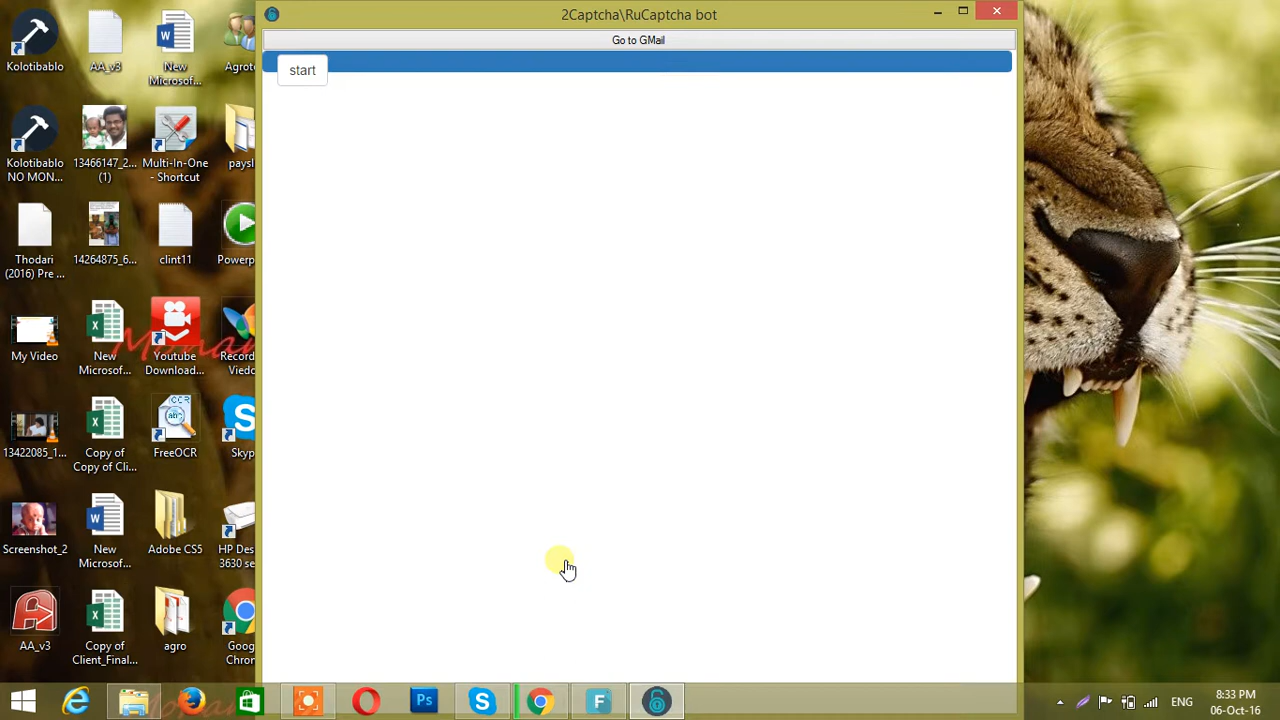 2Captcha\RuCaptcha bot
Go to GMail
start
Kolotibablo
AA_v3
New
Microsof...
Agrot
Kolotibablo
NO MON...
13466147_2...
(1)
Multi-In-One
- Shortcut
paysl
Thodari
(2016) Pre ...
14264875_6...
clint11
Powerp
My Video
New
Microsof...
Youtube
Download...
Record
Viedo
13422085_1...
Copy of
Copy of Cli...
FreeOCR
Skyp
Screenshot_2
New
Microsof...
Adobe CS5
HP Des
3630 se
AA_v3
Copy of
Client_Final...
agro
Goog
Chron
ENG
8:33 PM
06-Oct-16